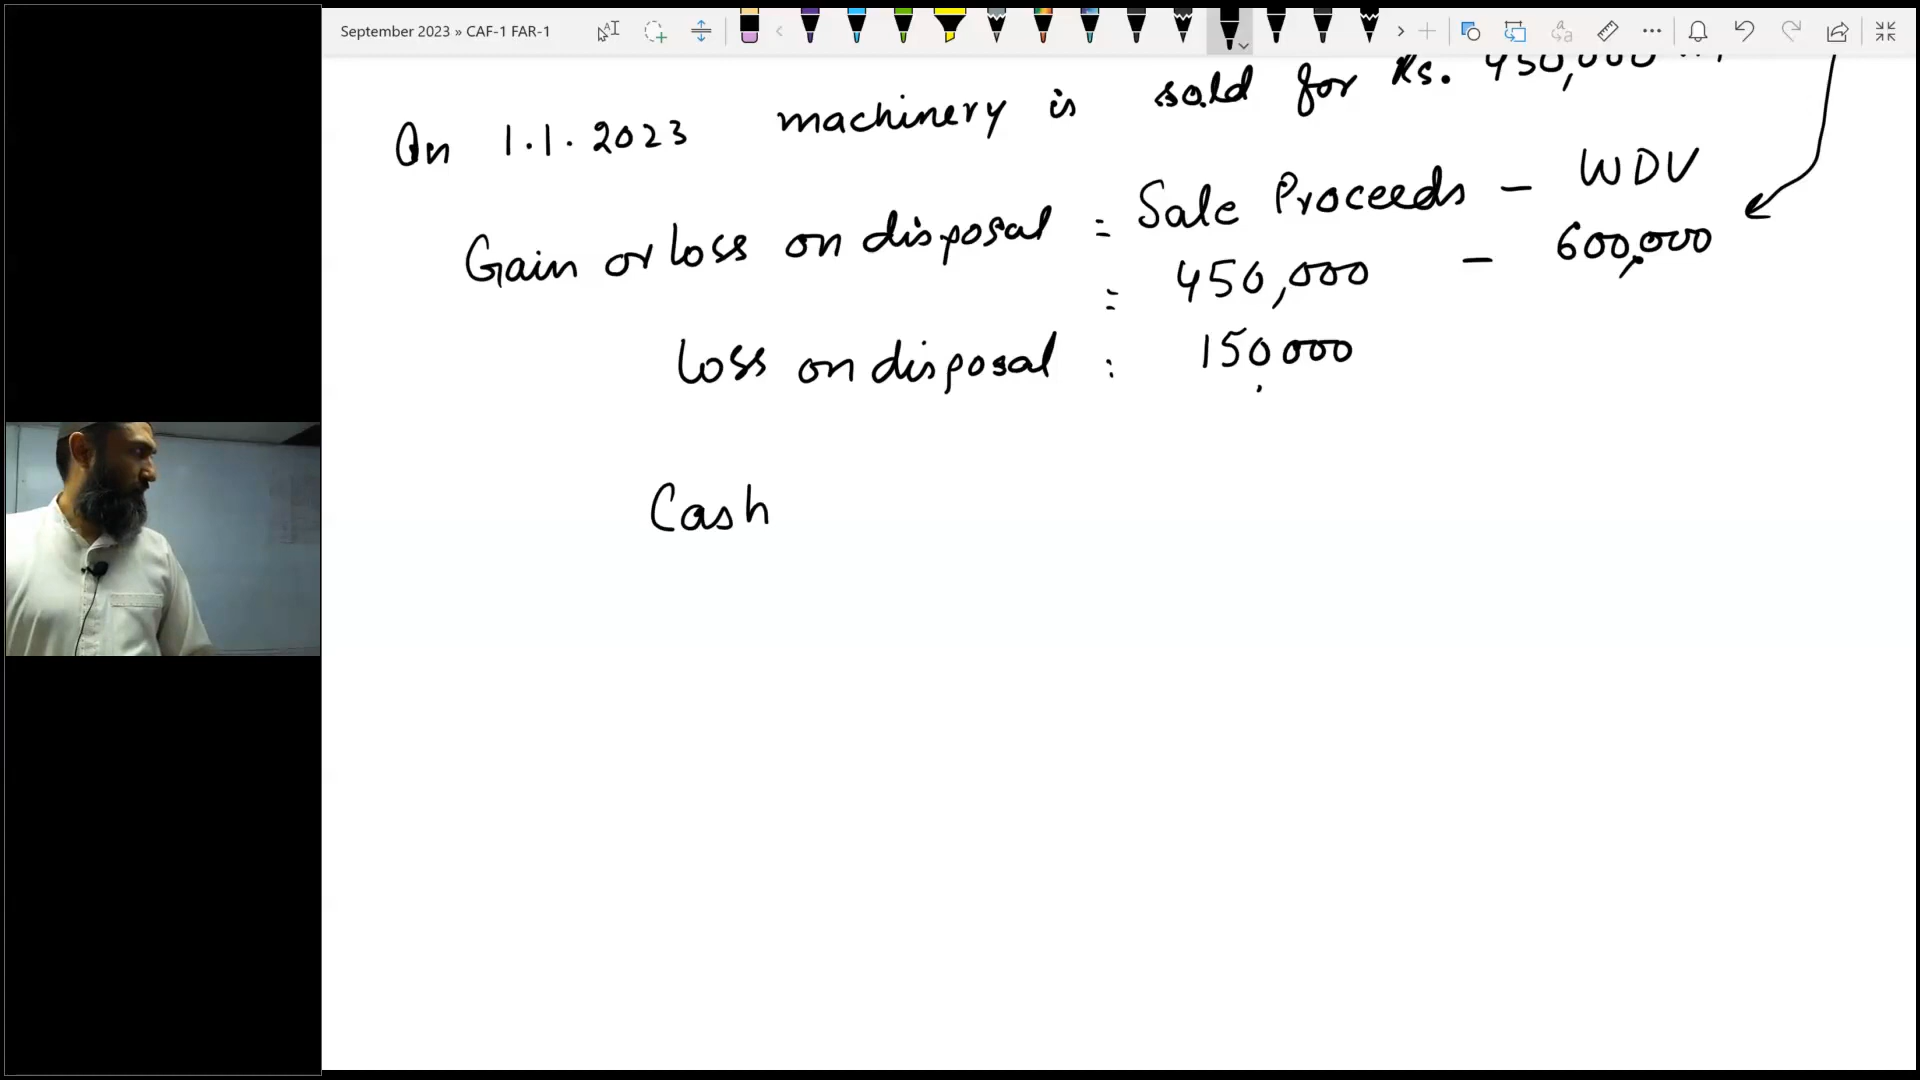 September 2023 » CAF-1 FAR-1
On 1.1.2023 machinery is sold for Rs. 450,000
Gain or loss on disposal = Sale Proceeds - WDV
= 450,000 - 600,000
loss on disposal : 150,000
Cash